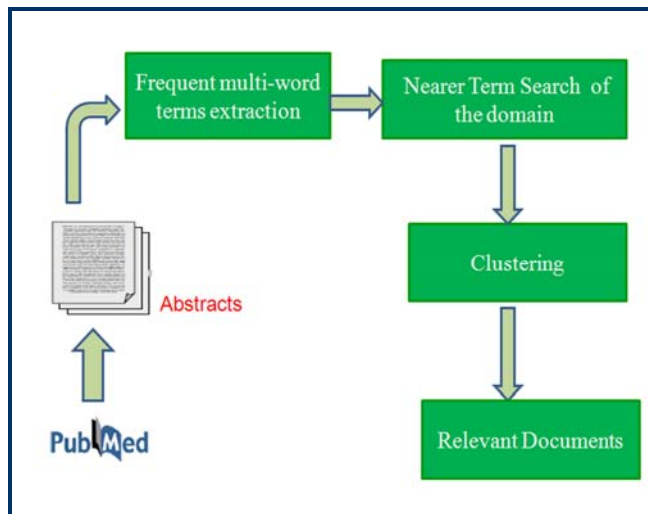 Frequent multi-word
terms extraction
Nearer Term Search of
the domain
Clustering
Abstracts
PubMed
Relevant Documents